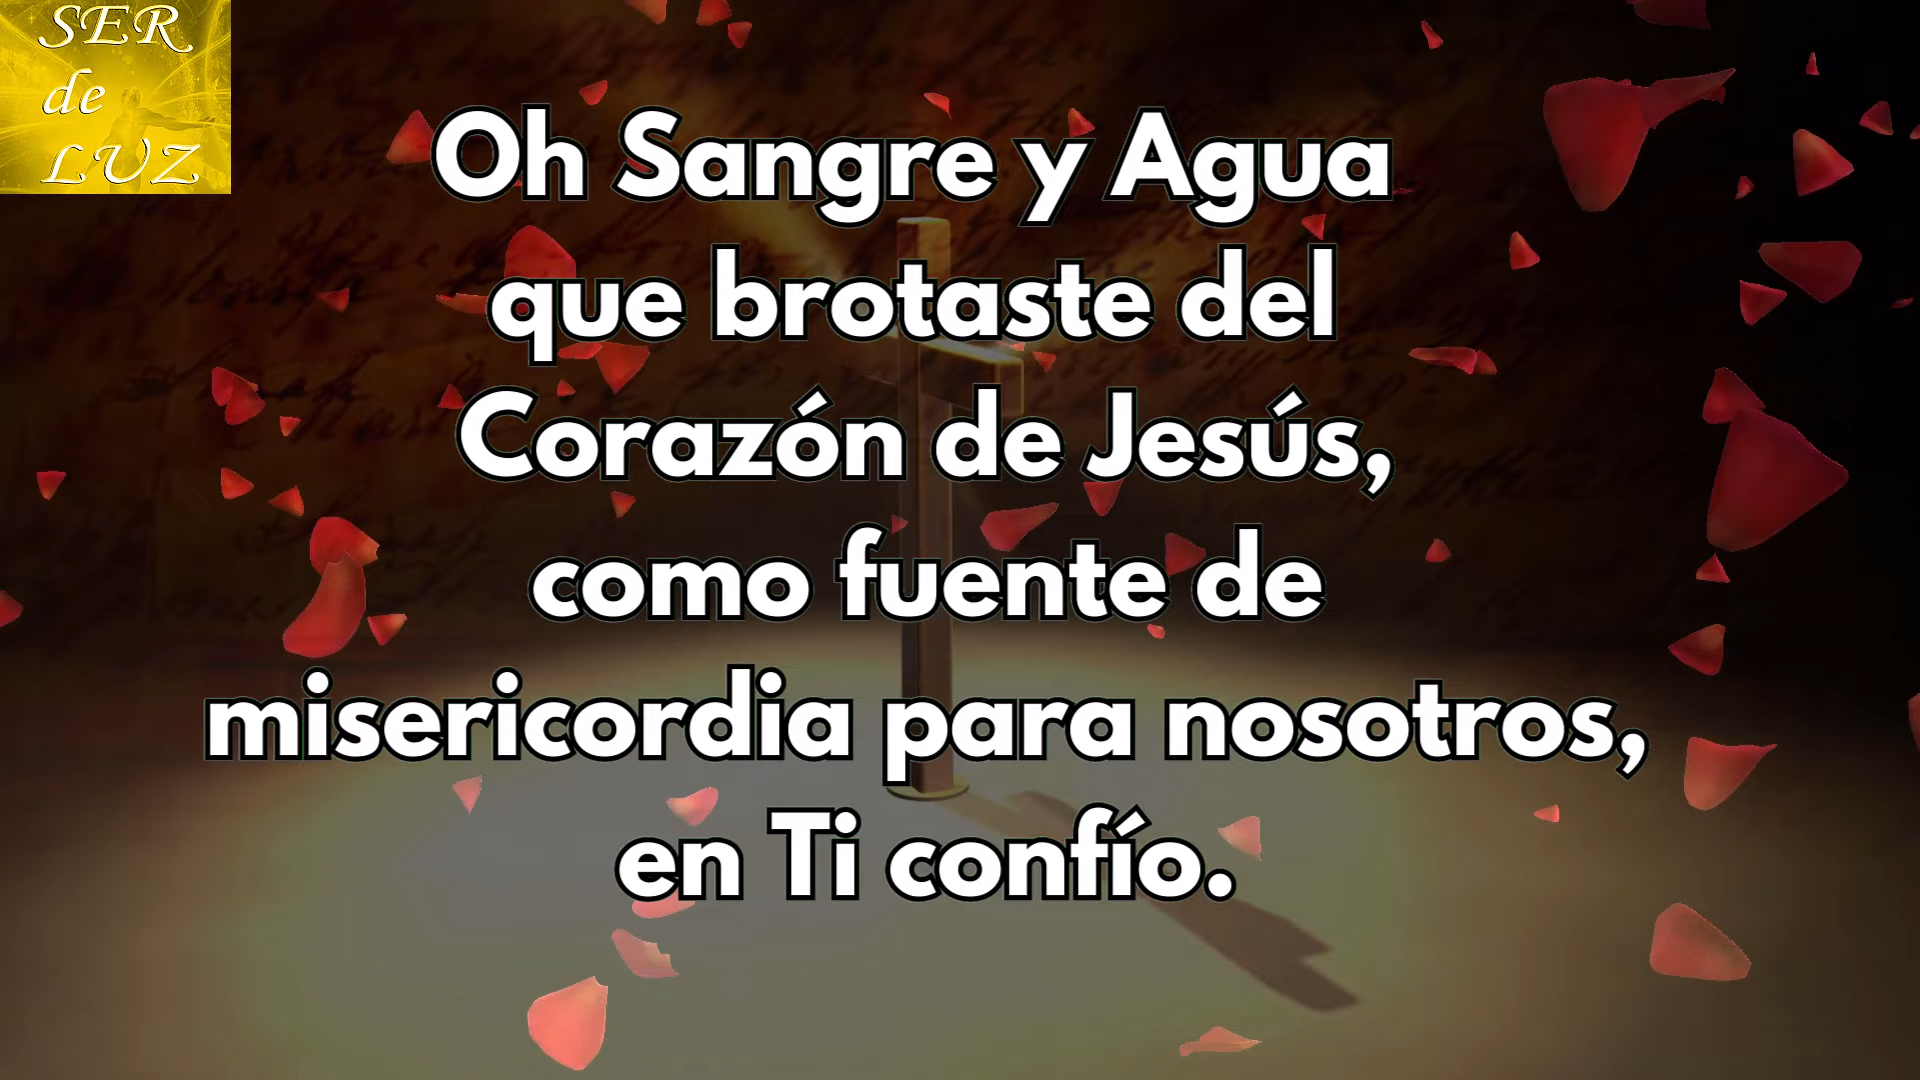 SER
de
LUZ
Oh Sangre y Agua
que brotaste del
Corazón de Jesús,
como fuente de
misericordia para nosotros,
en Ti confío.